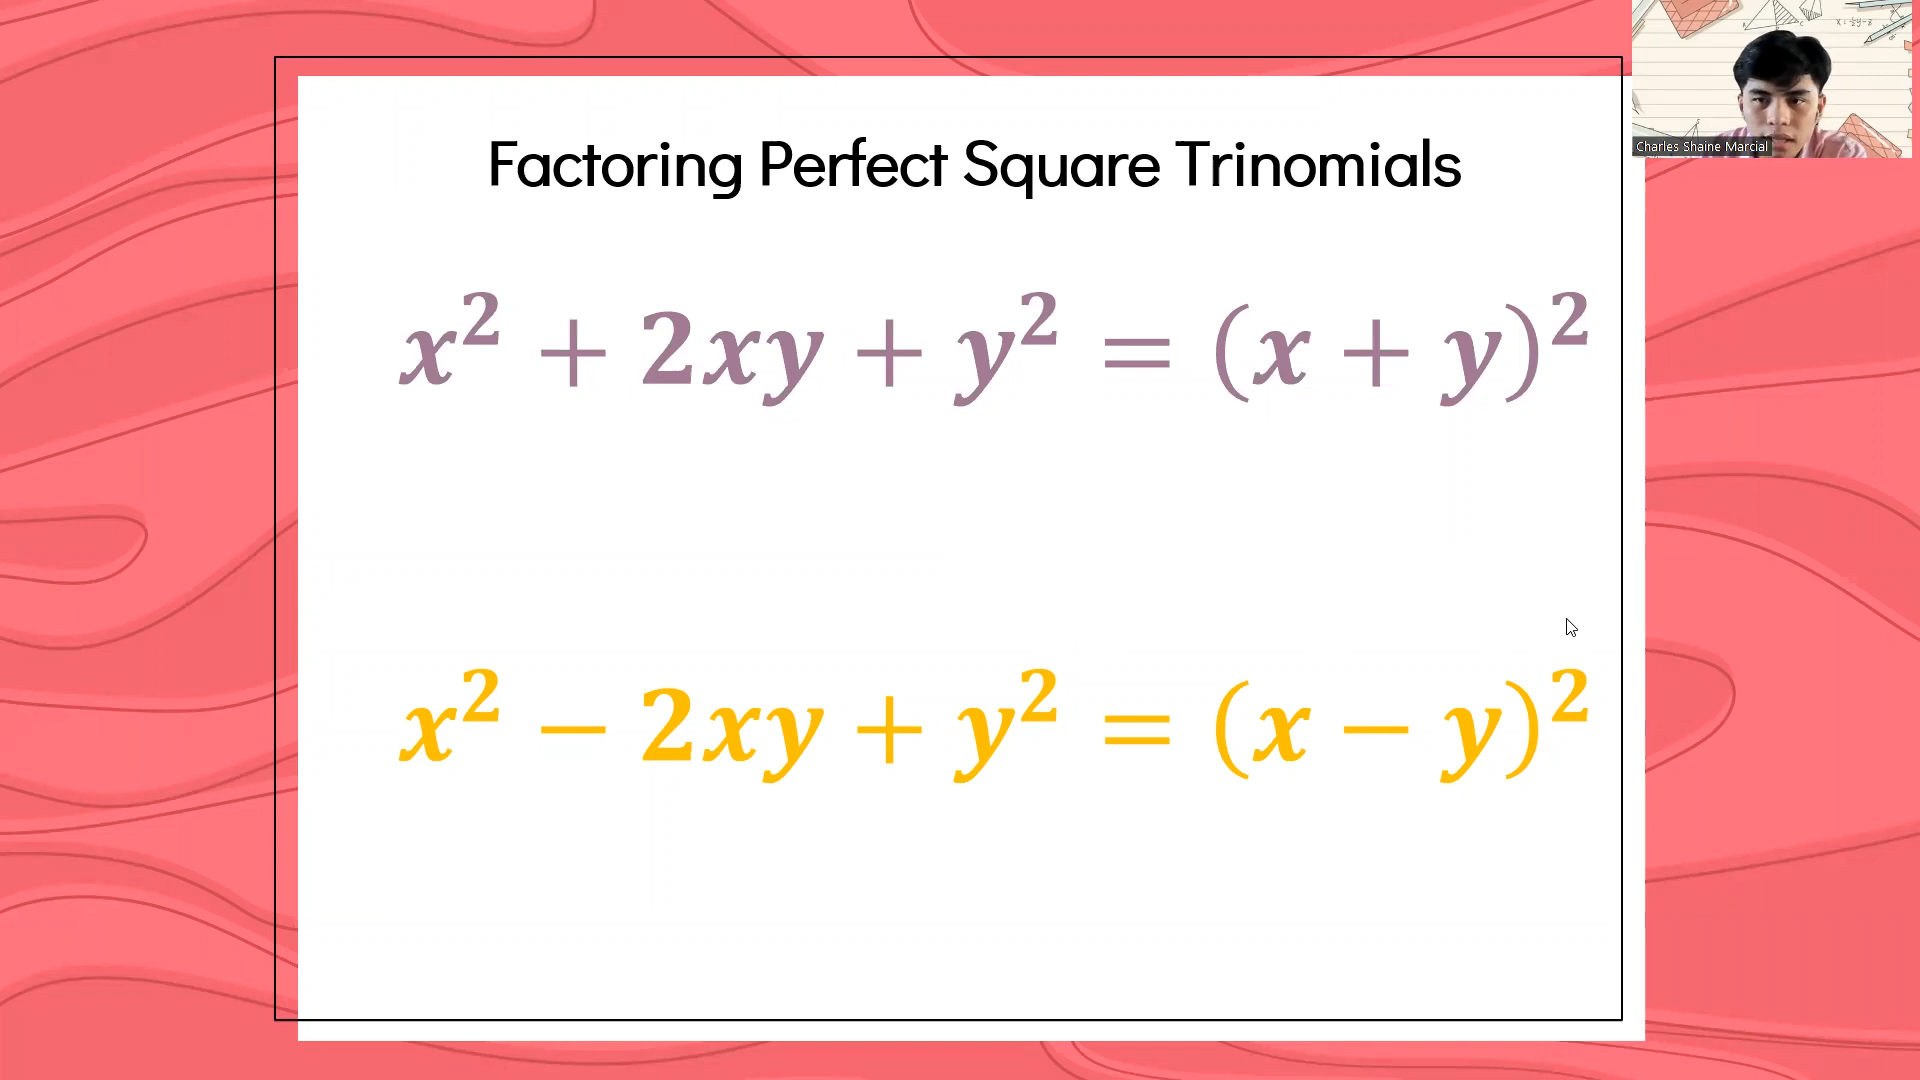 Factoring Perfect Square Trinomials
x² + 2xy + y² = (x + y)²
x² − 2xy + y² = (x − y)²
Charles Shaine Marcial